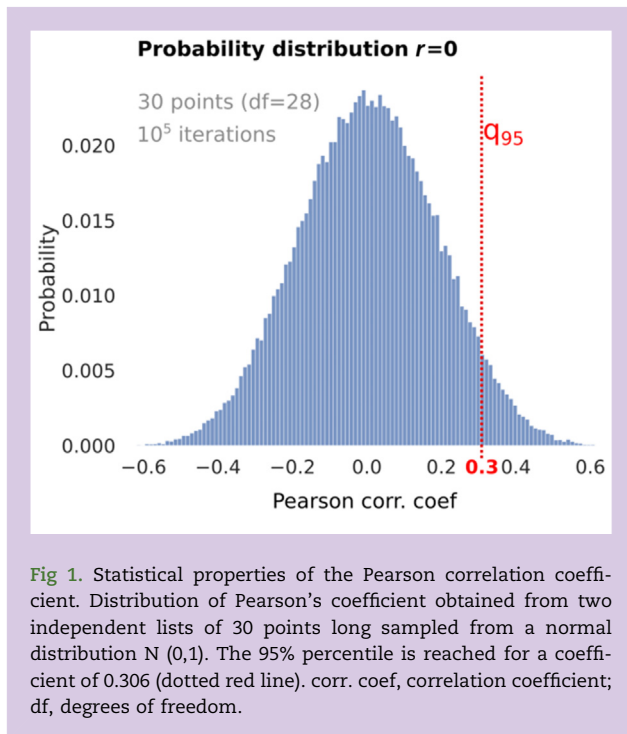 Probability distribution r=0
30 points (df=28)
10⁵ iterations
q₉₅
0.020
0.015
0.010
0.005
0.000
Probability
−0.6 −0.4 −0.2 0.0 0.2 0.3 0.4 0.6
Pearson corr. coef
Fig 1. Statistical properties of the Pearson correlation coeffi-
cient. Distribution of Pearson’s coefficient obtained from two
independent lists of 30 points long sampled from a normal
distribution N (0,1). The 95% percentile is reached for a coeffi-
cient of 0.306 (dotted red line). corr. coef, correlation coefficient;
df, degrees of freedom.